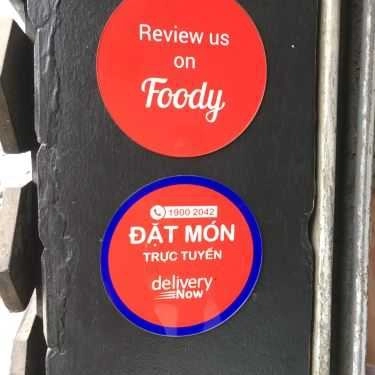 Review us
on
Foody
1900 2042
ĐẶT MÓN
TRỰC TUYẾN
delivery
Now